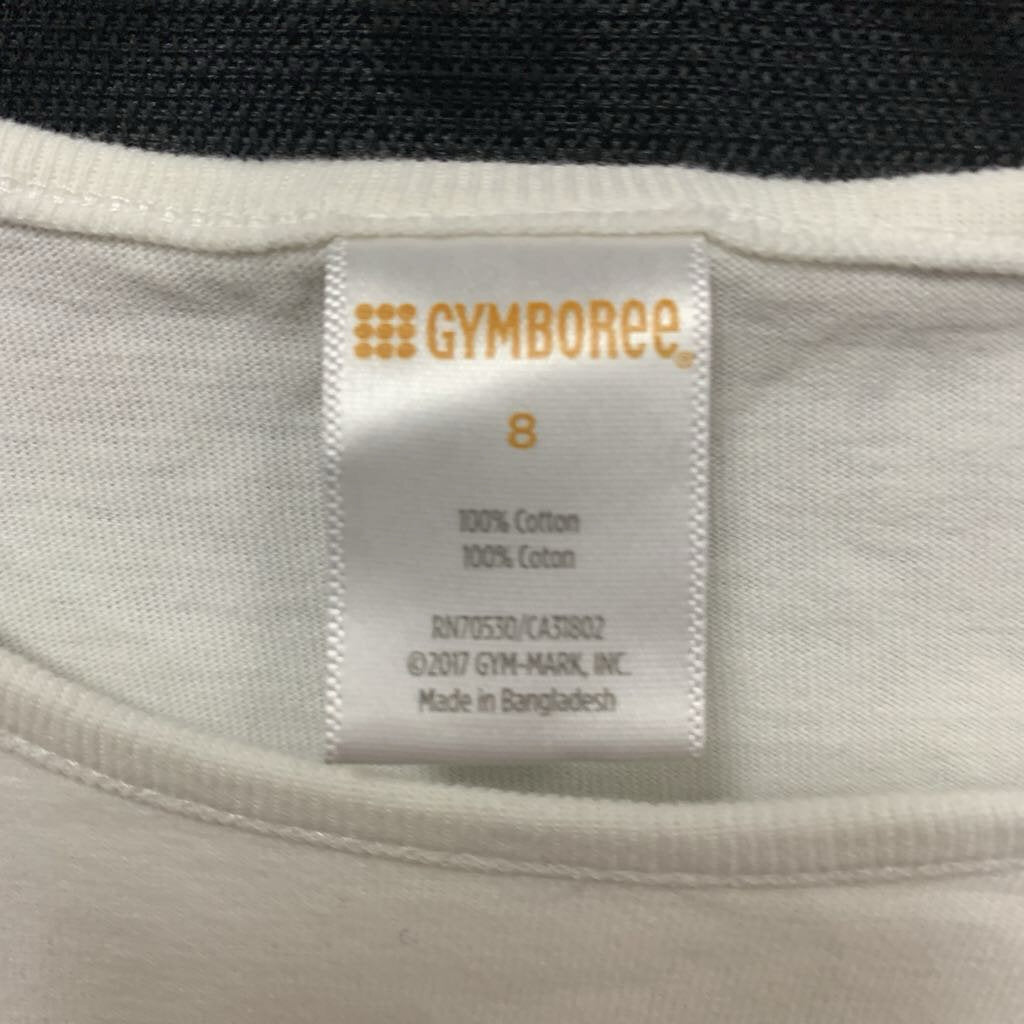 GYMBORee®
8
100% Cotton
100% Coton
RN70530/CA31802
©2017 GYM-MARK, INC.
Made in Bangladesh